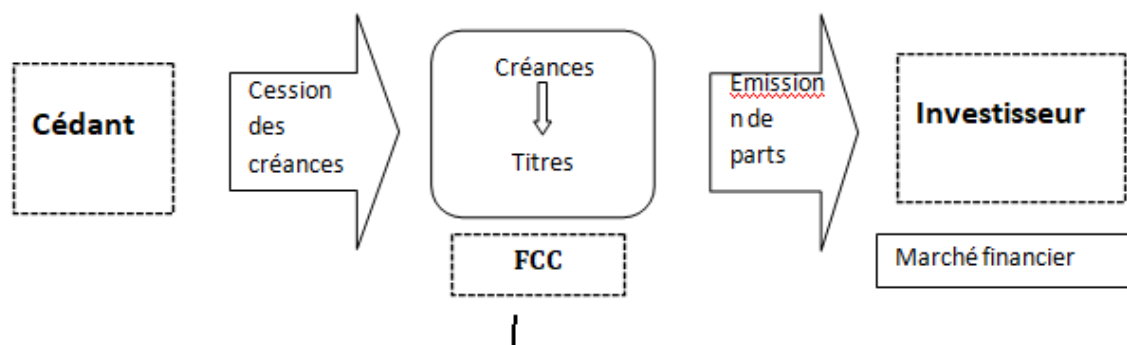 Cédant
Cession
des
créances
Créances
Titres
FCC
Emission
n de
parts
Investisseur
Marché financier